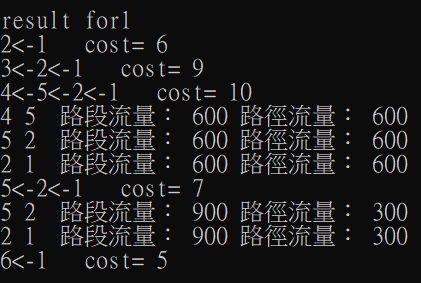 result for1
2<-1   cost= 6
3<-2<-1   cost= 9
4<-5<-2<-1   cost= 10
4 5  路段流量： 600 路徑流量： 600
5 2  路段流量： 600 路徑流量： 600
2 1  路段流量： 600 路徑流量： 600
5<-2<-1   cost= 7
5 2  路段流量： 900 路徑流量： 300
2 1  路段流量： 900 路徑流量： 300
6<-1   cost= 5